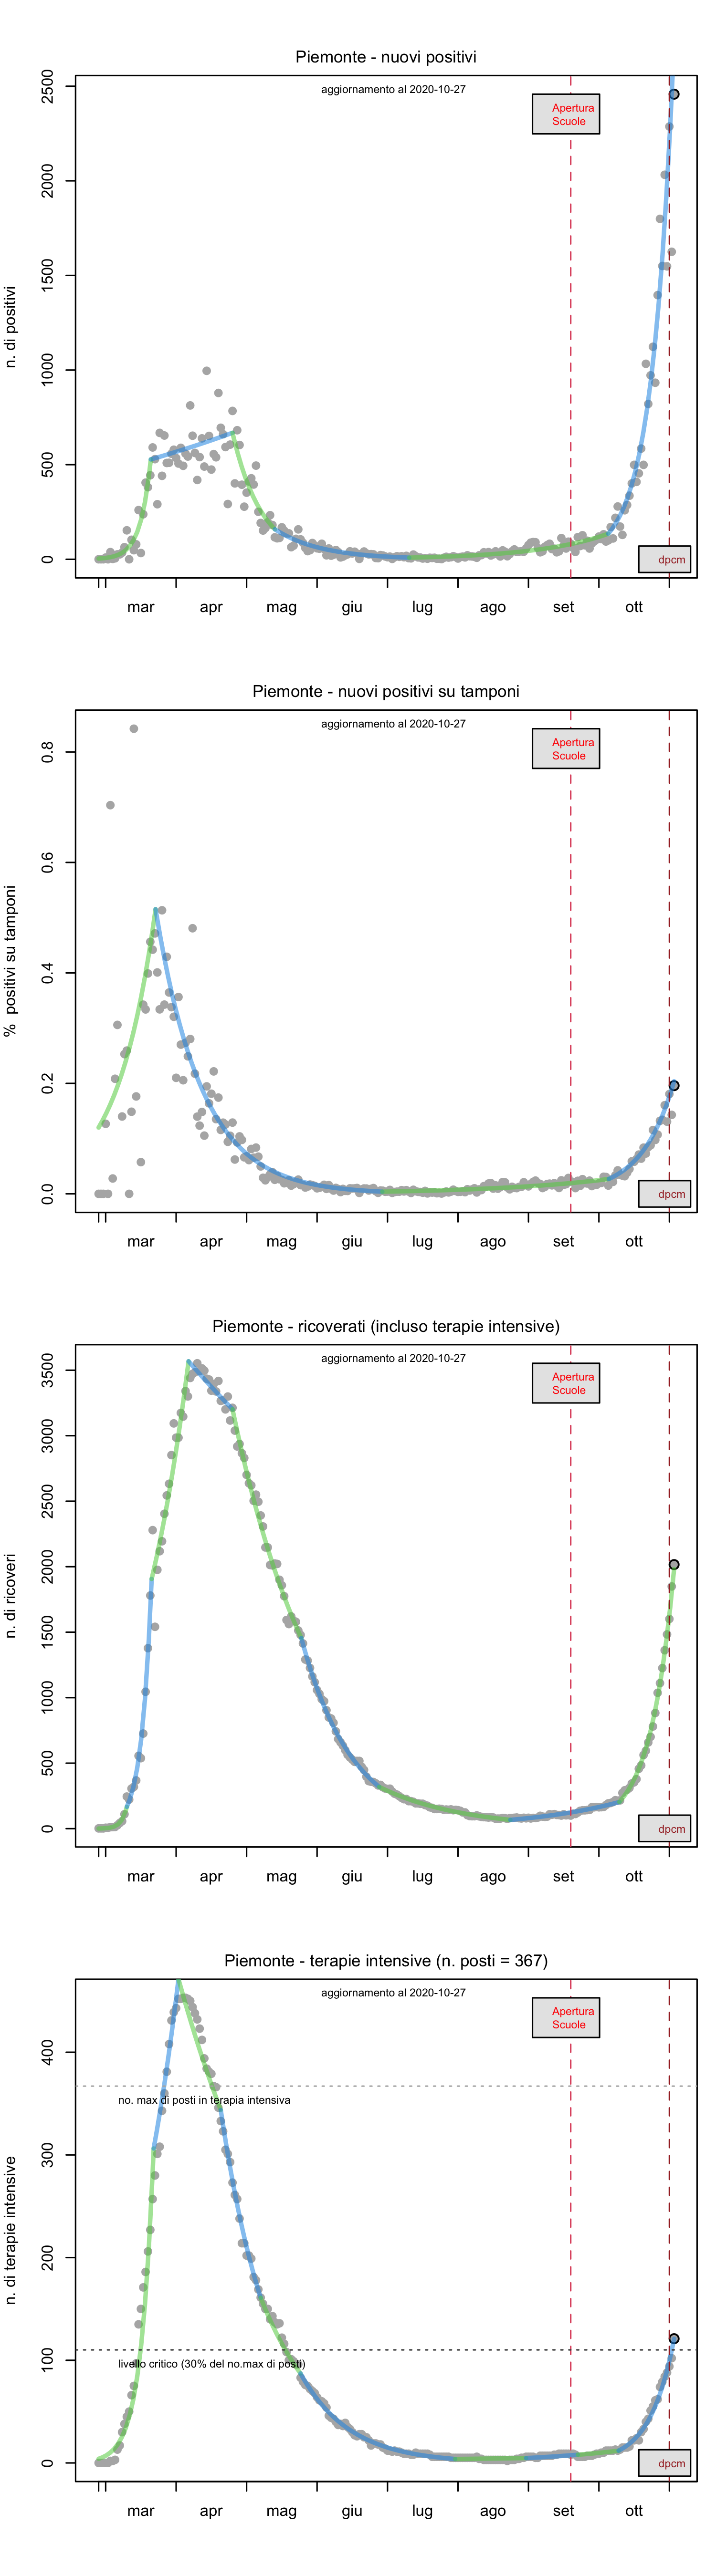 Piemonte - nuovi positivi
aggiornamento al 2020-10-27
Apertura
Scuole
n. di positivi
2500
2000
1500
1000
500
0
dpcm
mar apr mag giu lug ago set ott
Piemonte - nuovi positivi su tamponi
aggiornamento al 2020-10-27
Apertura
Scuole
% positivi su tamponi
0.8
0.6
0.4
0.2
0.0
dpcm
mar apr mag giu lug ago set ott
Piemonte - ricoverati (incluso terapie intensive)
aggiornamento al 2020-10-27
Apertura
Scuole
n. di ricoveri
3500
3000
2500
2000
1500
1000
500
0
dpcm
mar apr mag giu lug ago set ott
Piemonte - terapie intensive (n. posti = 367)
aggiornamento al 2020-10-27
Apertura
Scuole
n. di terapie intensive
400
300
200
100
0
no. max di posti in terapia intensiva
livello critico (30% del no.max di posti)
dpcm
mar apr mag giu lug ago set ott